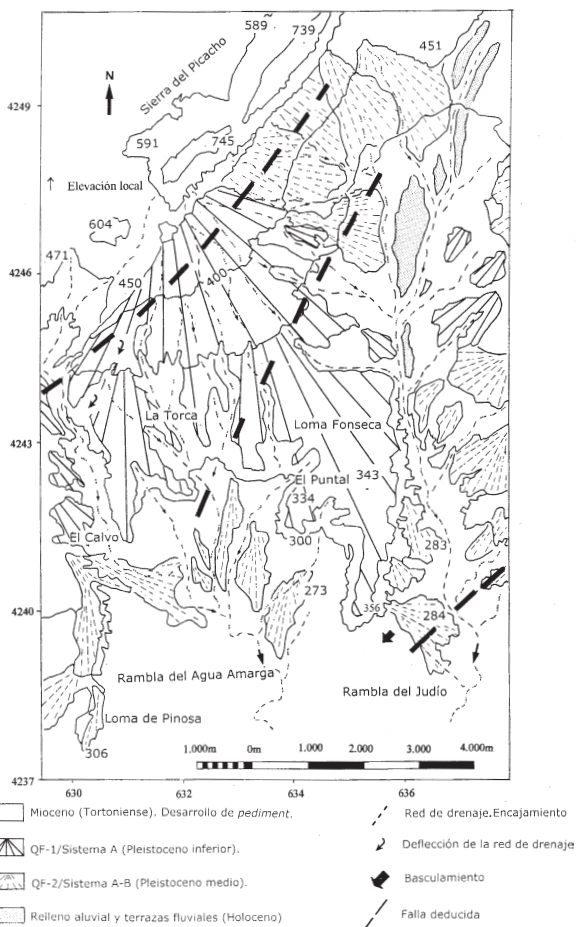 589
739
451
Sierra del Picacho
N
4249
591
745
↑ Elevación local
604
471
4246
450
400
La Torca
Loma Fonseca
4243
El Puntal
343
334
300
El Calvo
283
273
356
284
4240
Rambla del Agua Amarga
Rambla del Judío
Loma de Pinosa
306
1.000m 0m 1.000 2.000 3.000 4.000m
4237
630 632 634 636
Mioceno (Tortoniense). Desarrollo de pediment.
QF-1/Sistema A (Pleistoceno inferior).
QF-2/Sistema A-B (Pleistoceno medio).
Relleno aluvial y terrazas fluviales (Holoceno)
Red de drenaje.Encajamiento
Deflección de la red de drenaje
Basculamiento
Falla deducida